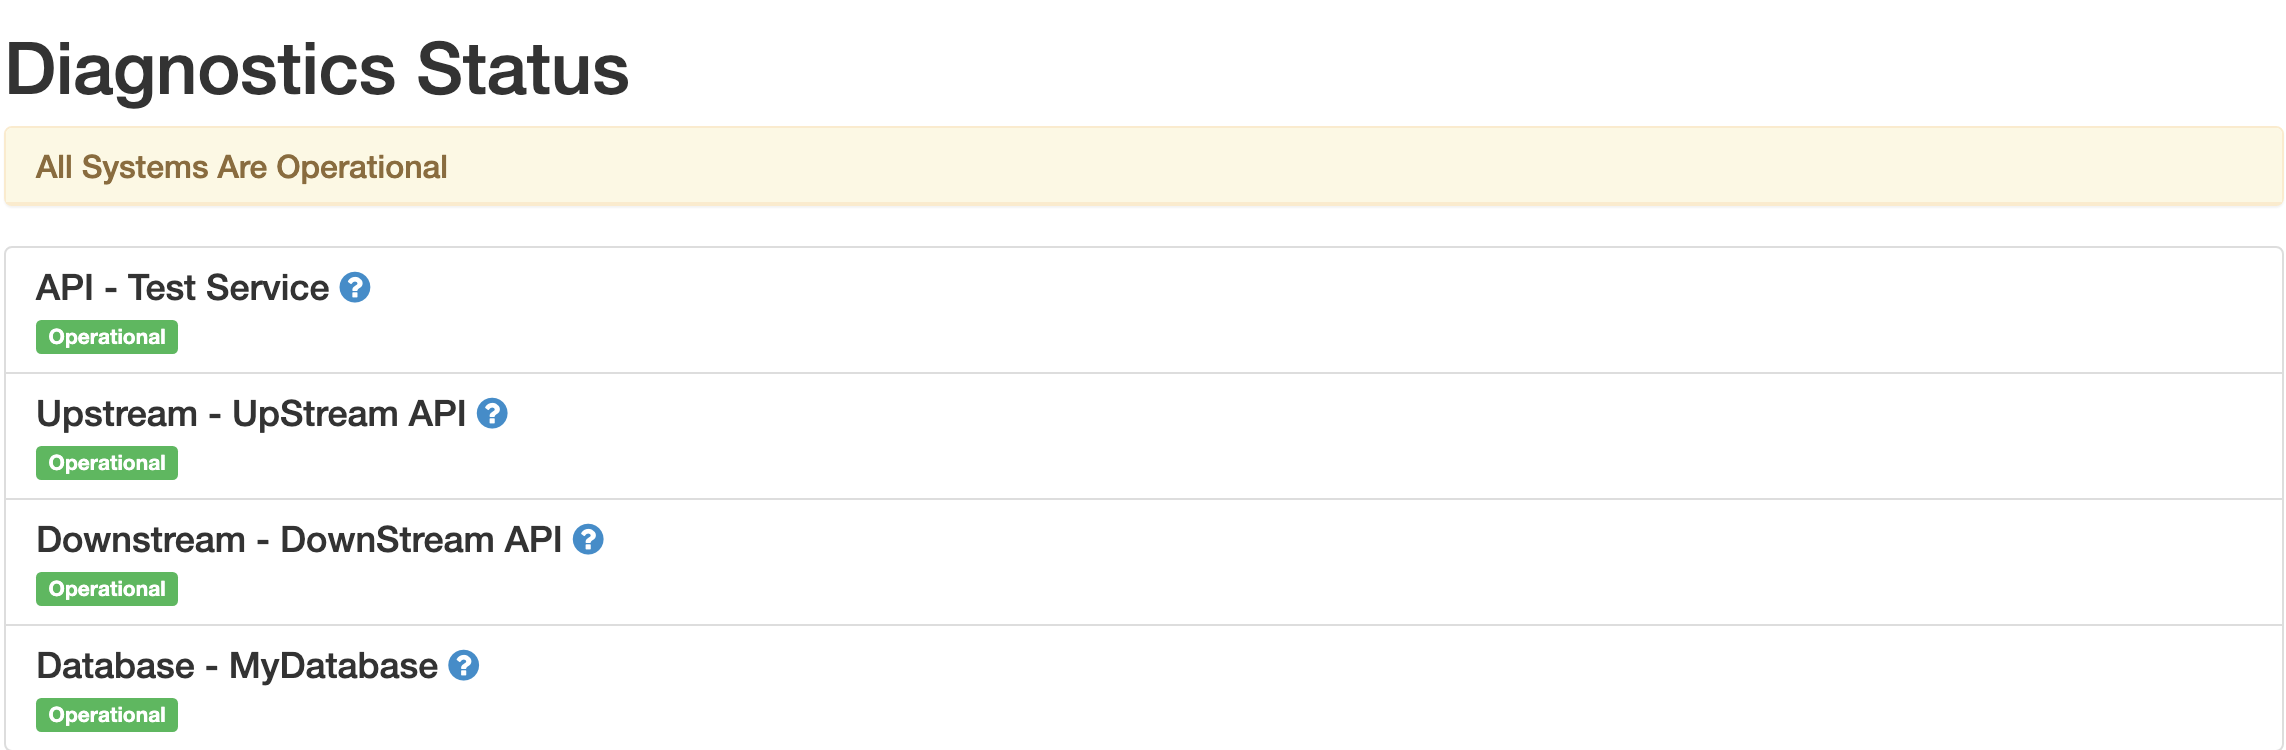 Diagnostics Status
All Systems Are Operational
API - Test Service ?
Operational
Upstream - UpStream API ?
Operational
Downstream - DownStream API ?
Operational
Database - MyDatabase ?
Operational